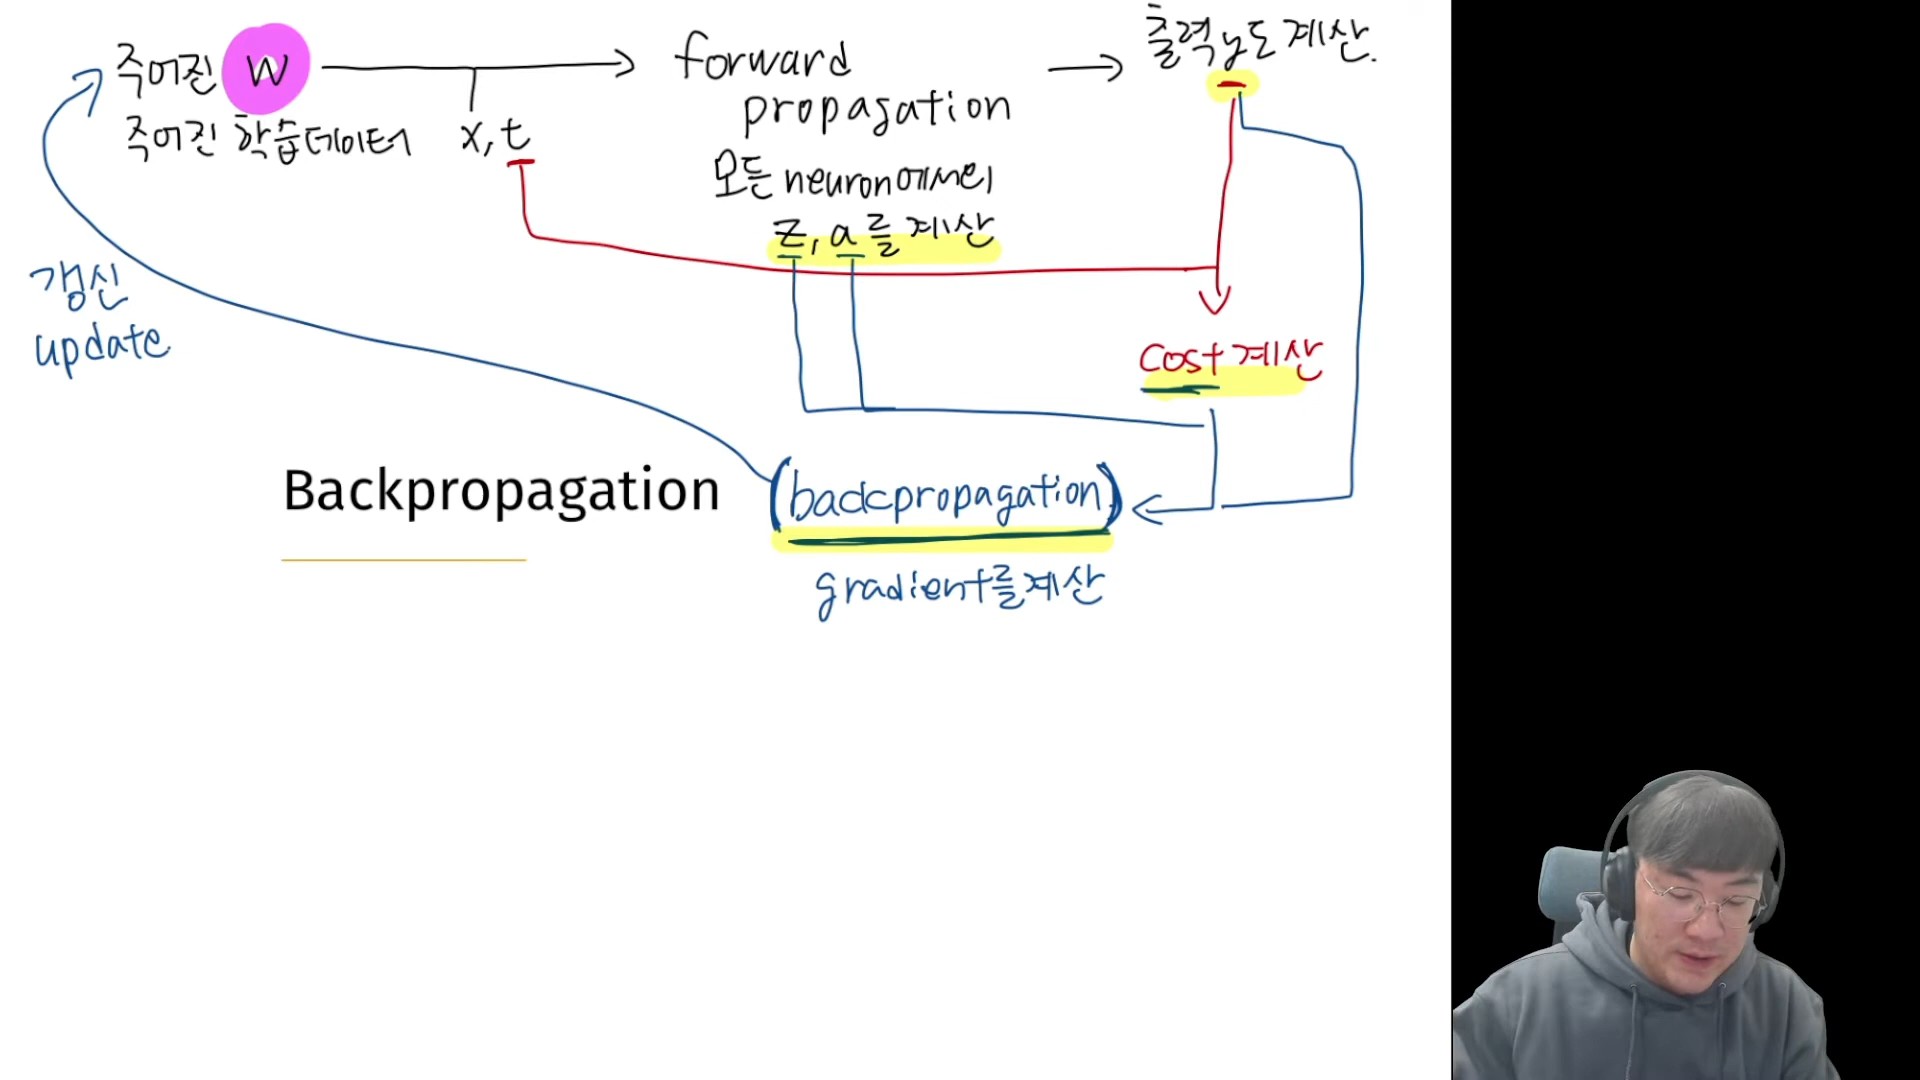 주어진 W
주어진 학습데이터 x, t
forward
propagation
모든 neuron에서의
z, a를 계산
출력 y도 계산.
cost 계산
갱신
update
Backpropagation
(backpropagation)
gradient를 계산